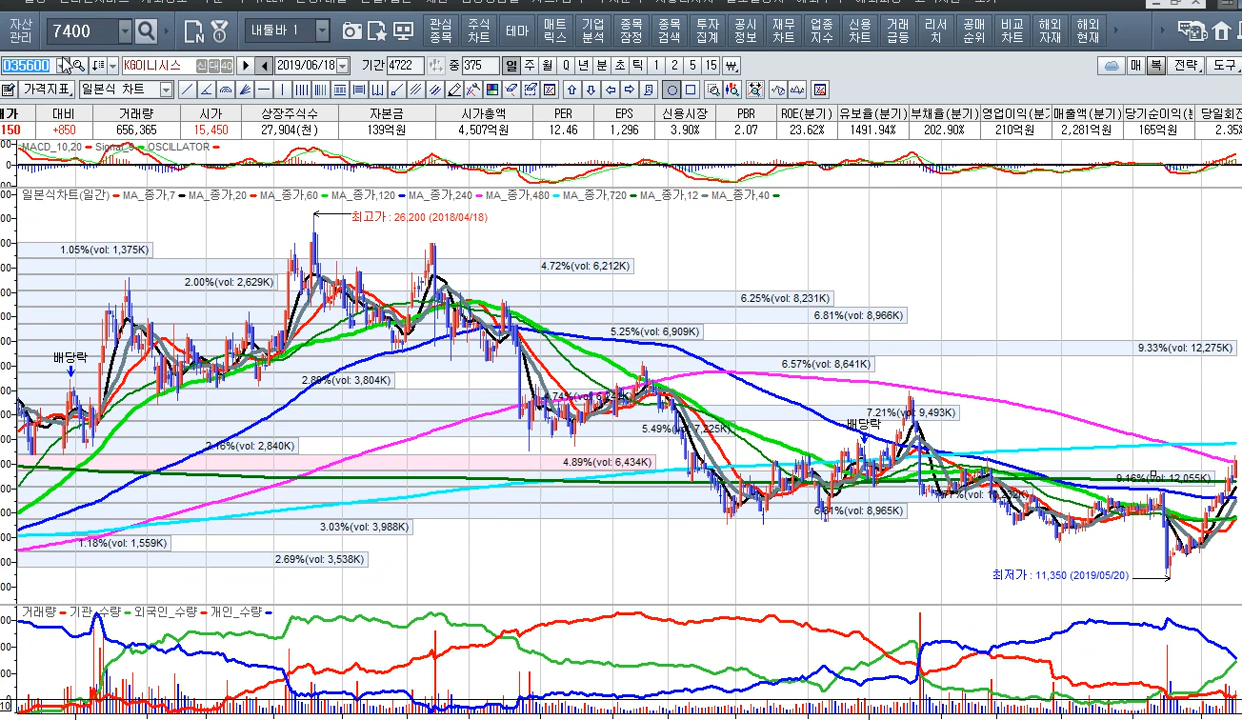 자산 관리 7400 내툴바 1 관심 종목 주식 차트 테마 매트 릭스 기업 분석 종목 잠정 종목 검색 투자 집계 공시 정보 재무 차트 업종 지수 신용 차트 거래 급등 리서 치 공매 순위 비교 차트 해외 자재 해외 현재
035600 KG이니시스 신 대 40 2019/06/18 기간 4722 중 375 일 주 월 Q 년 분 초 틱 1 2 5 15 매 복 전략, 도구,
가격지표, 일본식 차트
가 대비 거래량 시가 상장주식수 자본금 시가총액 PER EPS 신용시장 PBR ROE(분기) 유보율(분기) 부채율(분기) 영업이익(분기 매출액(분기) 당기순이익(분 당일회전
150 +850 656,365 15,450 27,904(천) 139억원 4,507억원 12.46 1,296 3.90% 2.07 23.62% 1491.94% 202.90% 210억원 2,281억원 165억원 2.35%
MACD_10,20 Signal_9 OSCILLATOR
일본식차트(일간) MA_종가,7 MA_종가,20 MA_종가,60 MA_종가,120 MA_종가,240 MA_종가,480 MA_종가,720 MA_종가,12 MA_종가,40
최고가 : 26,200 (2018/04/18)
1.05%(vol: 1,375K)
4.72%(vol: 6,212K)
2.00%(vol: 2,629K)
6.25%(vol: 8,231K)
6.81%(vol: 8,966K)
5.25%(vol: 6,909K)
9.33%(vol: 12,275K)
배당락
6.57%(vol: 8,641K)
2.89%(vol: 3,804K)
7.21%(vol: 9,493K)
배당락
5.49%(vol: 7,225K)
2.16%(vol: 2,840K)
4.89%(vol: 6,434K)
9.16%(vol: 12,055K)
6.81%(vol: 8,965K)
3.03%(vol: 3,988K)
1.18%(vol: 1,559K)
2.69%(vol: 3,538K)
최저가 : 11,350 (2019/05/20)
거래량 기관_수량 외국인_수량 개인_수량